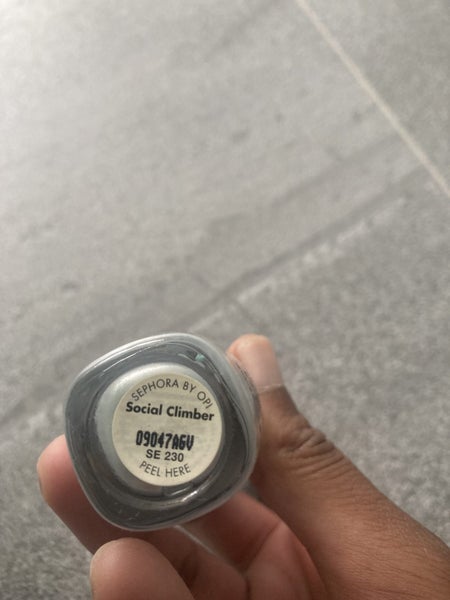 SEPHORA BY OPI
Social Climber
09047A6V
SE 230
PEEL HERE